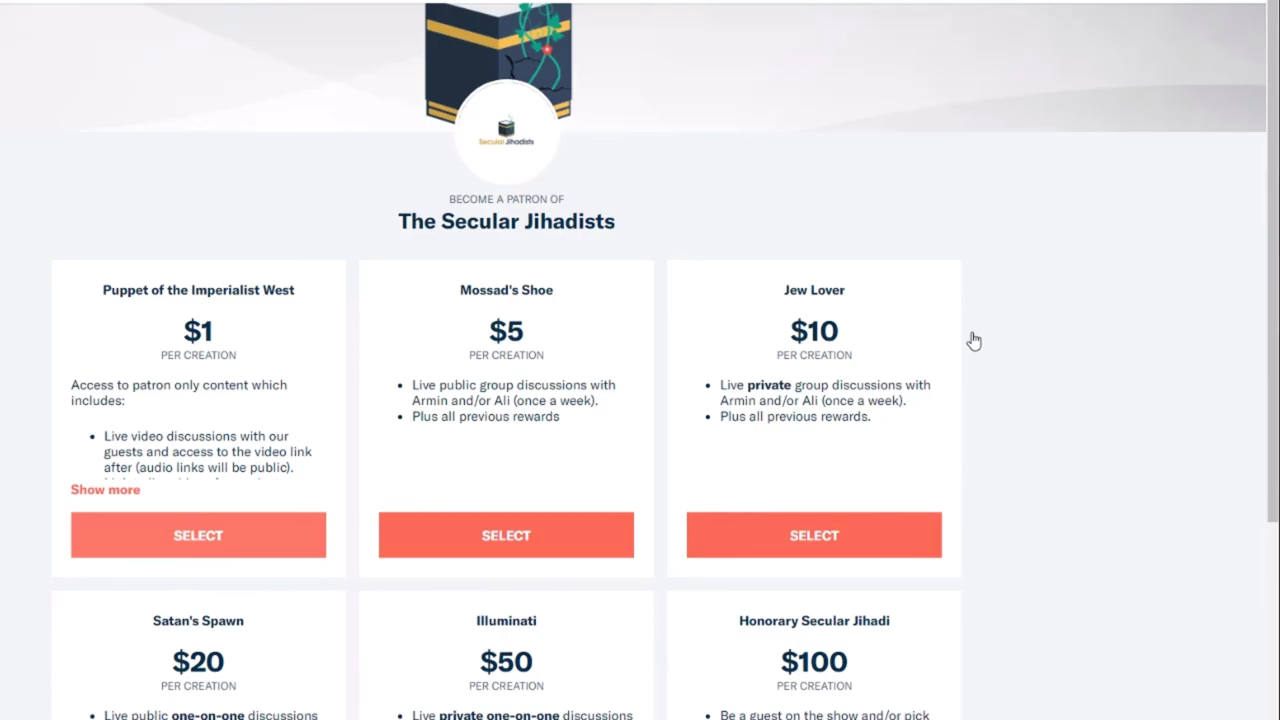 Secular Jihadists
BECOME A PATRON OF
The Secular Jihadists
Puppet of the Imperialist West
$1
PER CREATION
Access to patron only content which
includes:
• Live video discussions with our
guests and access to the video link
after (audio links will be public).
Show more
SELECT
Mossad's Shoe
$5
PER CREATION
• Live public group discussions with
Armin and/or Ali (once a week).
• Plus all previous rewards
SELECT
Jew Lover
$10
PER CREATION
• Live private group discussions with
Armin and/or Ali (once a week).
• Plus all previous rewards.
SELECT
Satan's Spawn
$20
PER CREATION
• Live public one-on-one discussions
Illuminati
$50
PER CREATION
• Live private one-on-one discussions
Honorary Secular Jihadi
$100
PER CREATION
• Be a guest on the show and/or pick